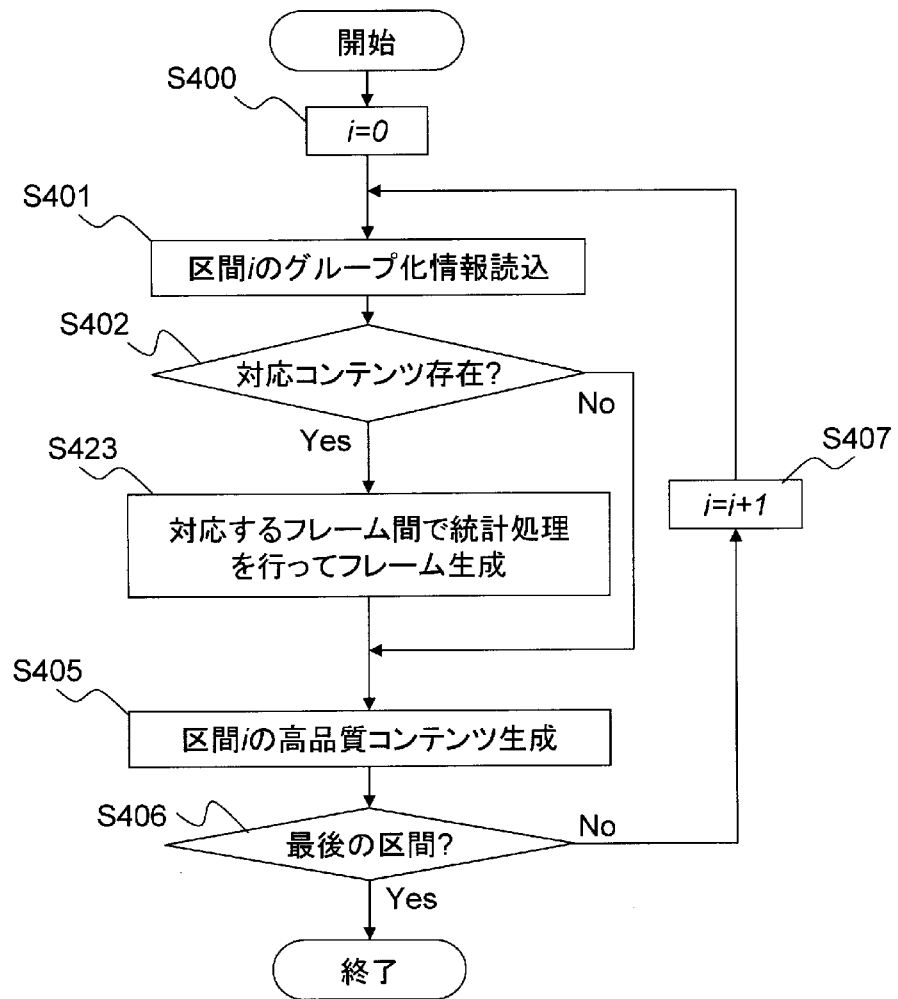 開始
S400
i=0
S401
区間iのグループ化情報読込
S402
対応コンテンツ存在?
No
Yes
S423
対応するフレーム間で統計処理
を行ってフレーム生成
S407
i=i+1
S405
区間iの高品質コンテンツ生成
S406
最後の区間?
No
Yes
終了